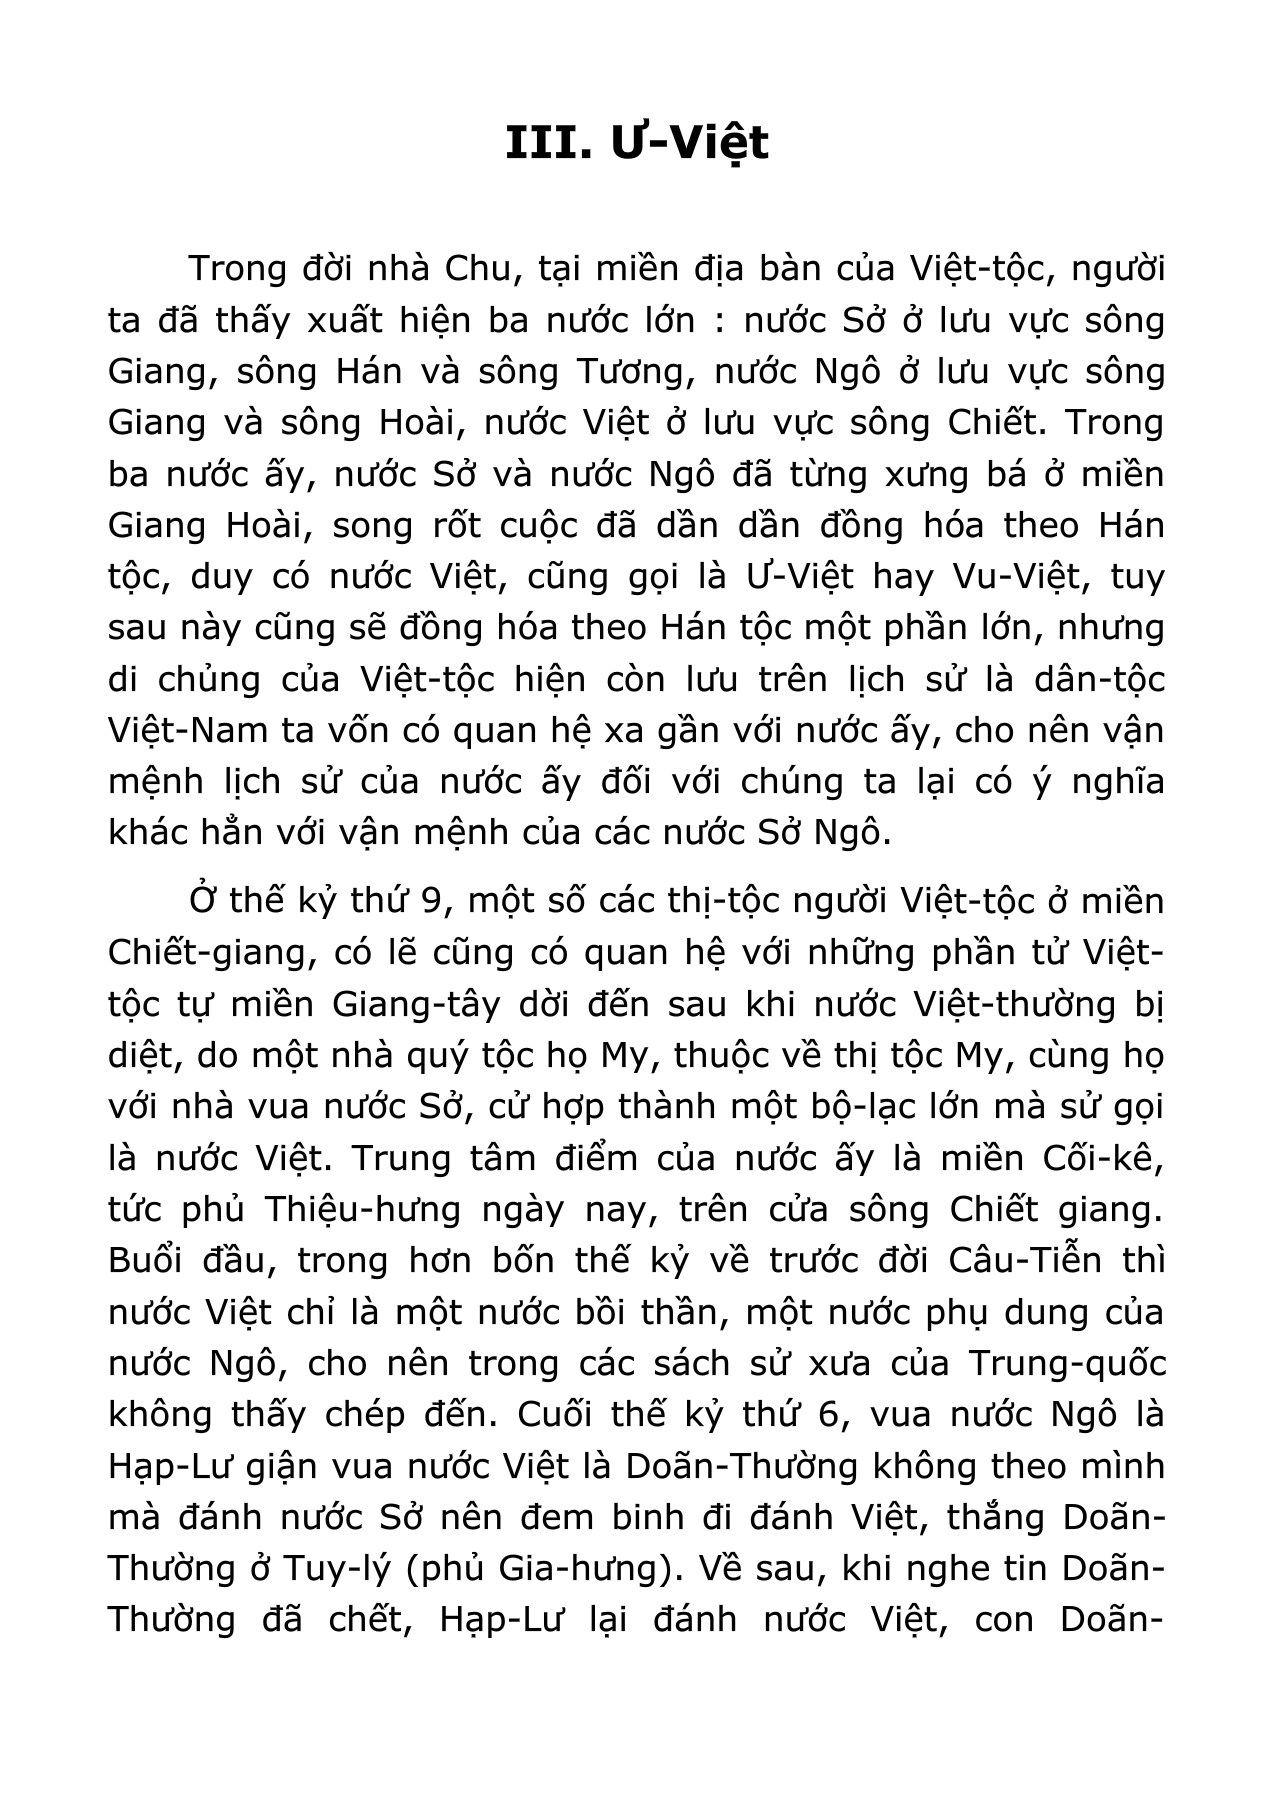 III. Ư-Việt
Trong đời nhà Chu, tại miền địa bàn của Việt-tộc, người
ta đã thấy xuất hiện ba nước lớn : nước Sở ở lưu vực sông
Giang, sông Hán và sông Tương, nước Ngô ở lưu vực sông
Giang và sông Hoài, nước Việt ở lưu vực sông Chiết. Trong
ba nước ấy, nước Sở và nước Ngô đã từng xưng bá ở miền
Giang Hoài, song rốt cuộc đã dần dần đồng hóa theo Hán
tộc, duy có nước Việt, cũng gọi là Ư-Việt hay Vu-Việt, tuy
sau này cũng sẽ đồng hóa theo Hán tộc một phần lớn, nhưng
di chủng của Việt-tộc hiện còn lưu trên lịch sử là dân-tộc
Việt-Nam ta vốn có quan hệ xa gần với nước ấy, cho nên vận
mệnh lịch sử của nước ấy đối với chúng ta lại có ý nghĩa
khác hẳn với vận mệnh của các nước Sở Ngô.
Ở thế kỷ thứ 9, một số các thị-tộc người Việt-tộc ở miền
Chiết-giang, có lẽ cũng có quan hệ với những phần tử Việt-
tộc tự miền Giang-tây dời đến sau khi nước Việt-thường bị
diệt, do một nhà quý tộc họ My, thuộc về thị tộc My, cùng họ
với nhà vua nước Sở, cử hợp thành một bộ-lạc lớn mà sử gọi
là nước Việt. Trung tâm điểm của nước ấy là miền Cối-kê,
tức phủ Thiệu-hưng ngày nay, trên cửa sông Chiết giang.
Buổi đầu, trong hơn bốn thế kỷ về trước đời Câu-Tiễn thì
nước Việt chỉ là một nước bồi thần, một nước phụ dung của
nước Ngô, cho nên trong các sách sử xưa của Trung-quốc
không thấy chép đến. Cuối thế kỷ thứ 6, vua nước Ngô là
Hạp-Lư giận vua nước Việt là Doãn-Thường không theo mình
mà đánh nước Sở nên đem binh đi đánh Việt, thắng Doãn-
Thường ở Tuy-lý (phủ Gia-hưng). Về sau, khi nghe tin Doãn-
Thường đã chết, Hạp-Lư lại đánh nước Việt, con Doãn-